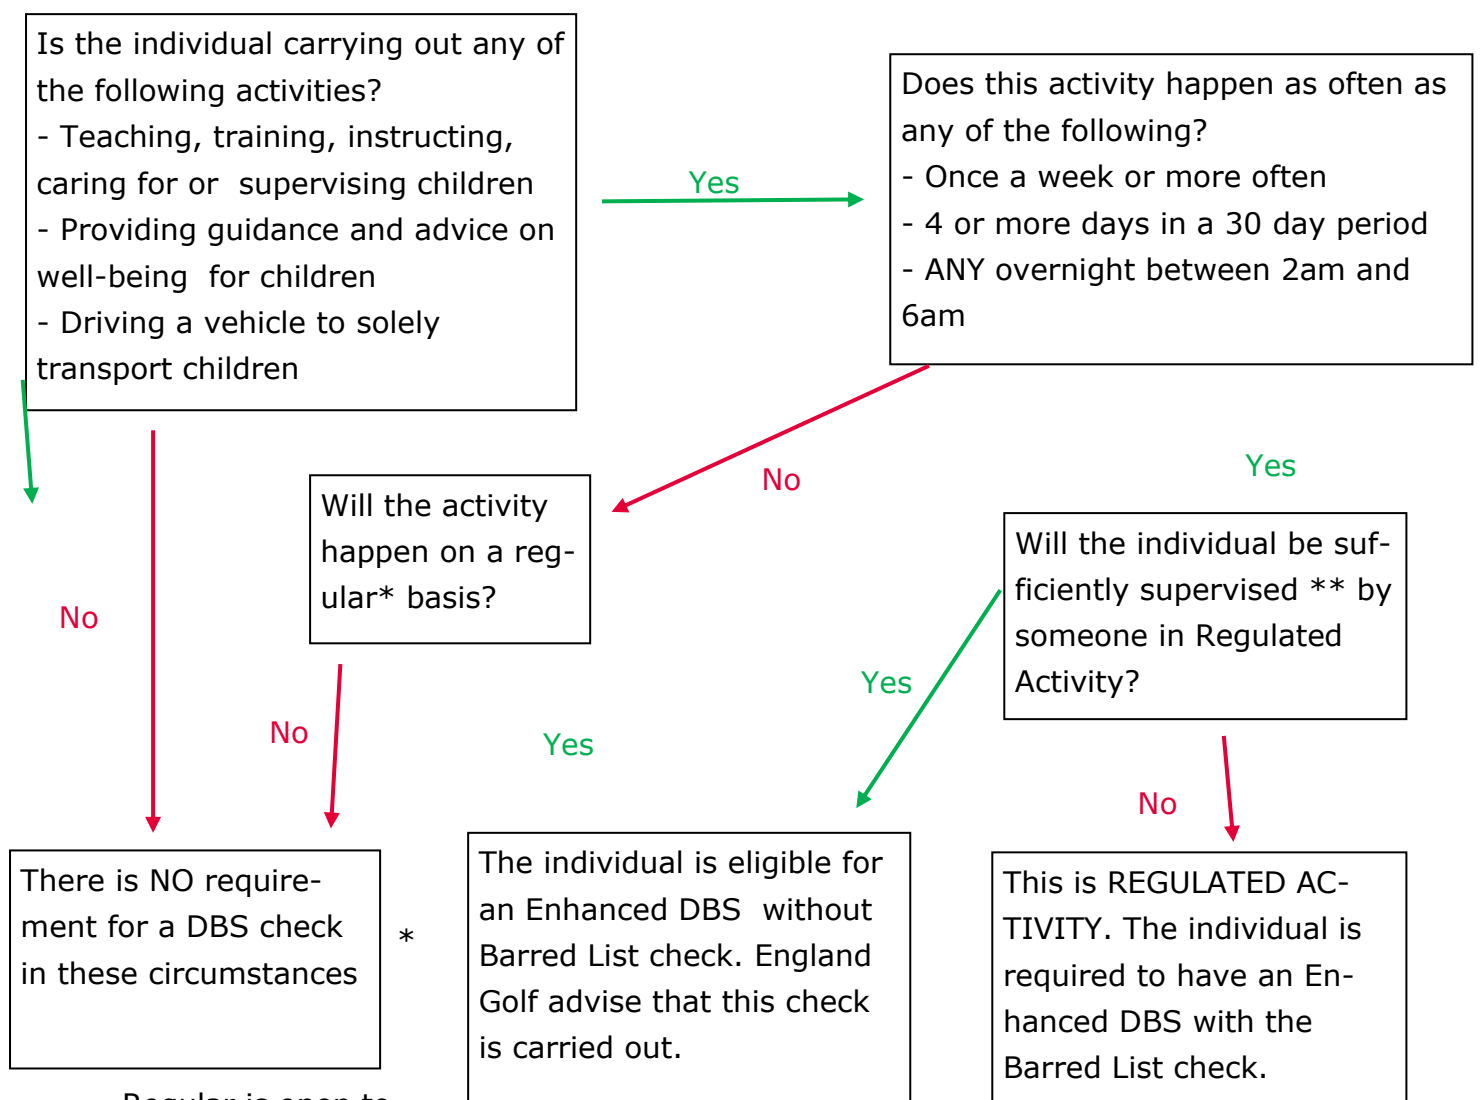 Is the individual carrying out any of
the following activities?
- Teaching, training, instructing,
caring for or  supervising children
- Providing guidance and advice on
well-being  for children
- Driving a vehicle to solely
transport children
Yes
Does this activity happen as often as
any of the following?
- Once a week or more often
- 4 or more days in a 30 day period
- ANY overnight between 2am and
6am
No
Yes
Will the activity
happen on a reg-
ular* basis?
Will the individual be suf-
ficiently supervised ** by
someone in Regulated
Activity?
No
No
Yes
Yes
No
There is NO require-
ment for a DBS check
in these circumstances
*
The individual is eligible for
an Enhanced DBS  without
Barred List check. England
Golf advise that this check
is carried out.
This is REGULATED AC-
TIVITY. The individual is
required to have an En-
hanced DBS with the
Barred List check.
Regular is open to